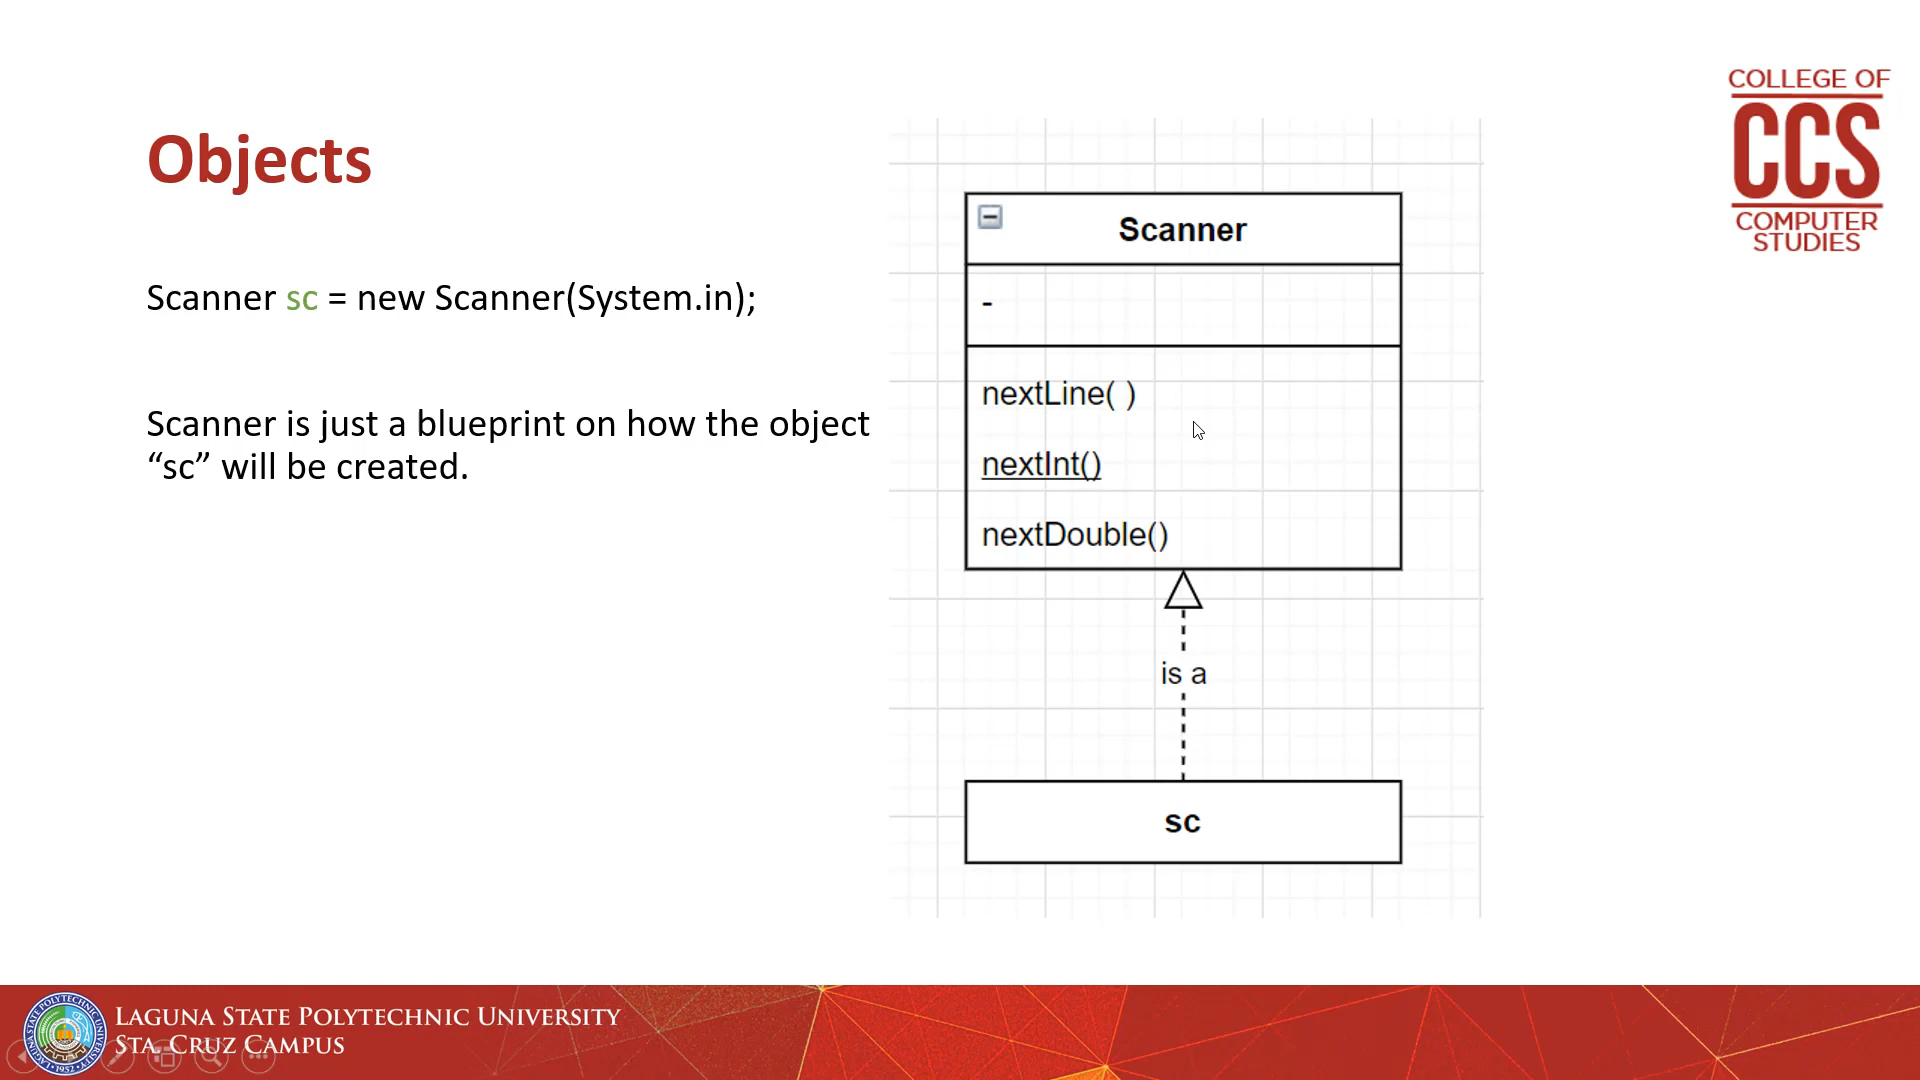 Objects
Scanner sc = new Scanner(System.in);
Scanner is just a blueprint on how the object
“sc” will be created.
Scanner
-
nextLine( )
nextInt()
nextDouble()
is a
sc
COLLEGE OF
CCS
COMPUTER
STUDIES
LAGUNA STATE POLYTECHNIC UNIVERSITY
STA. CRUZ CAMPUS
1952